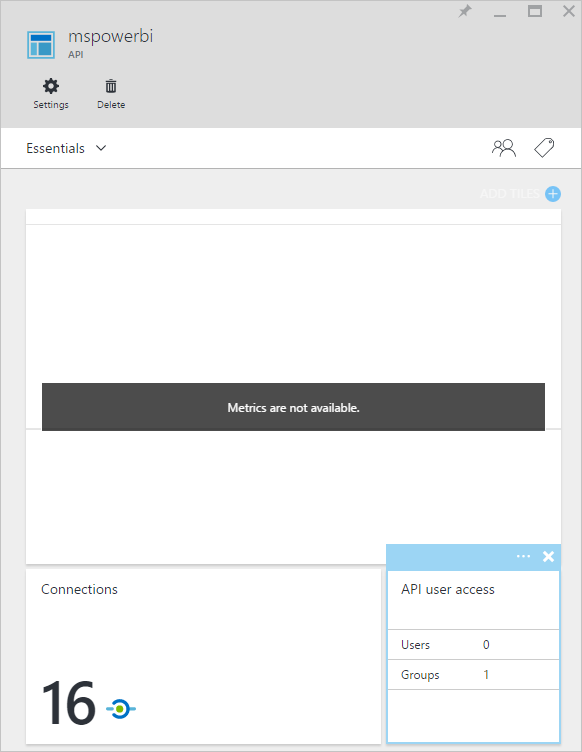 mspowerbi
API
Settings
Delete
Essentials
ADD TILES
Metrics are not available.
Connections
16
API user access
Users 0
Groups 1